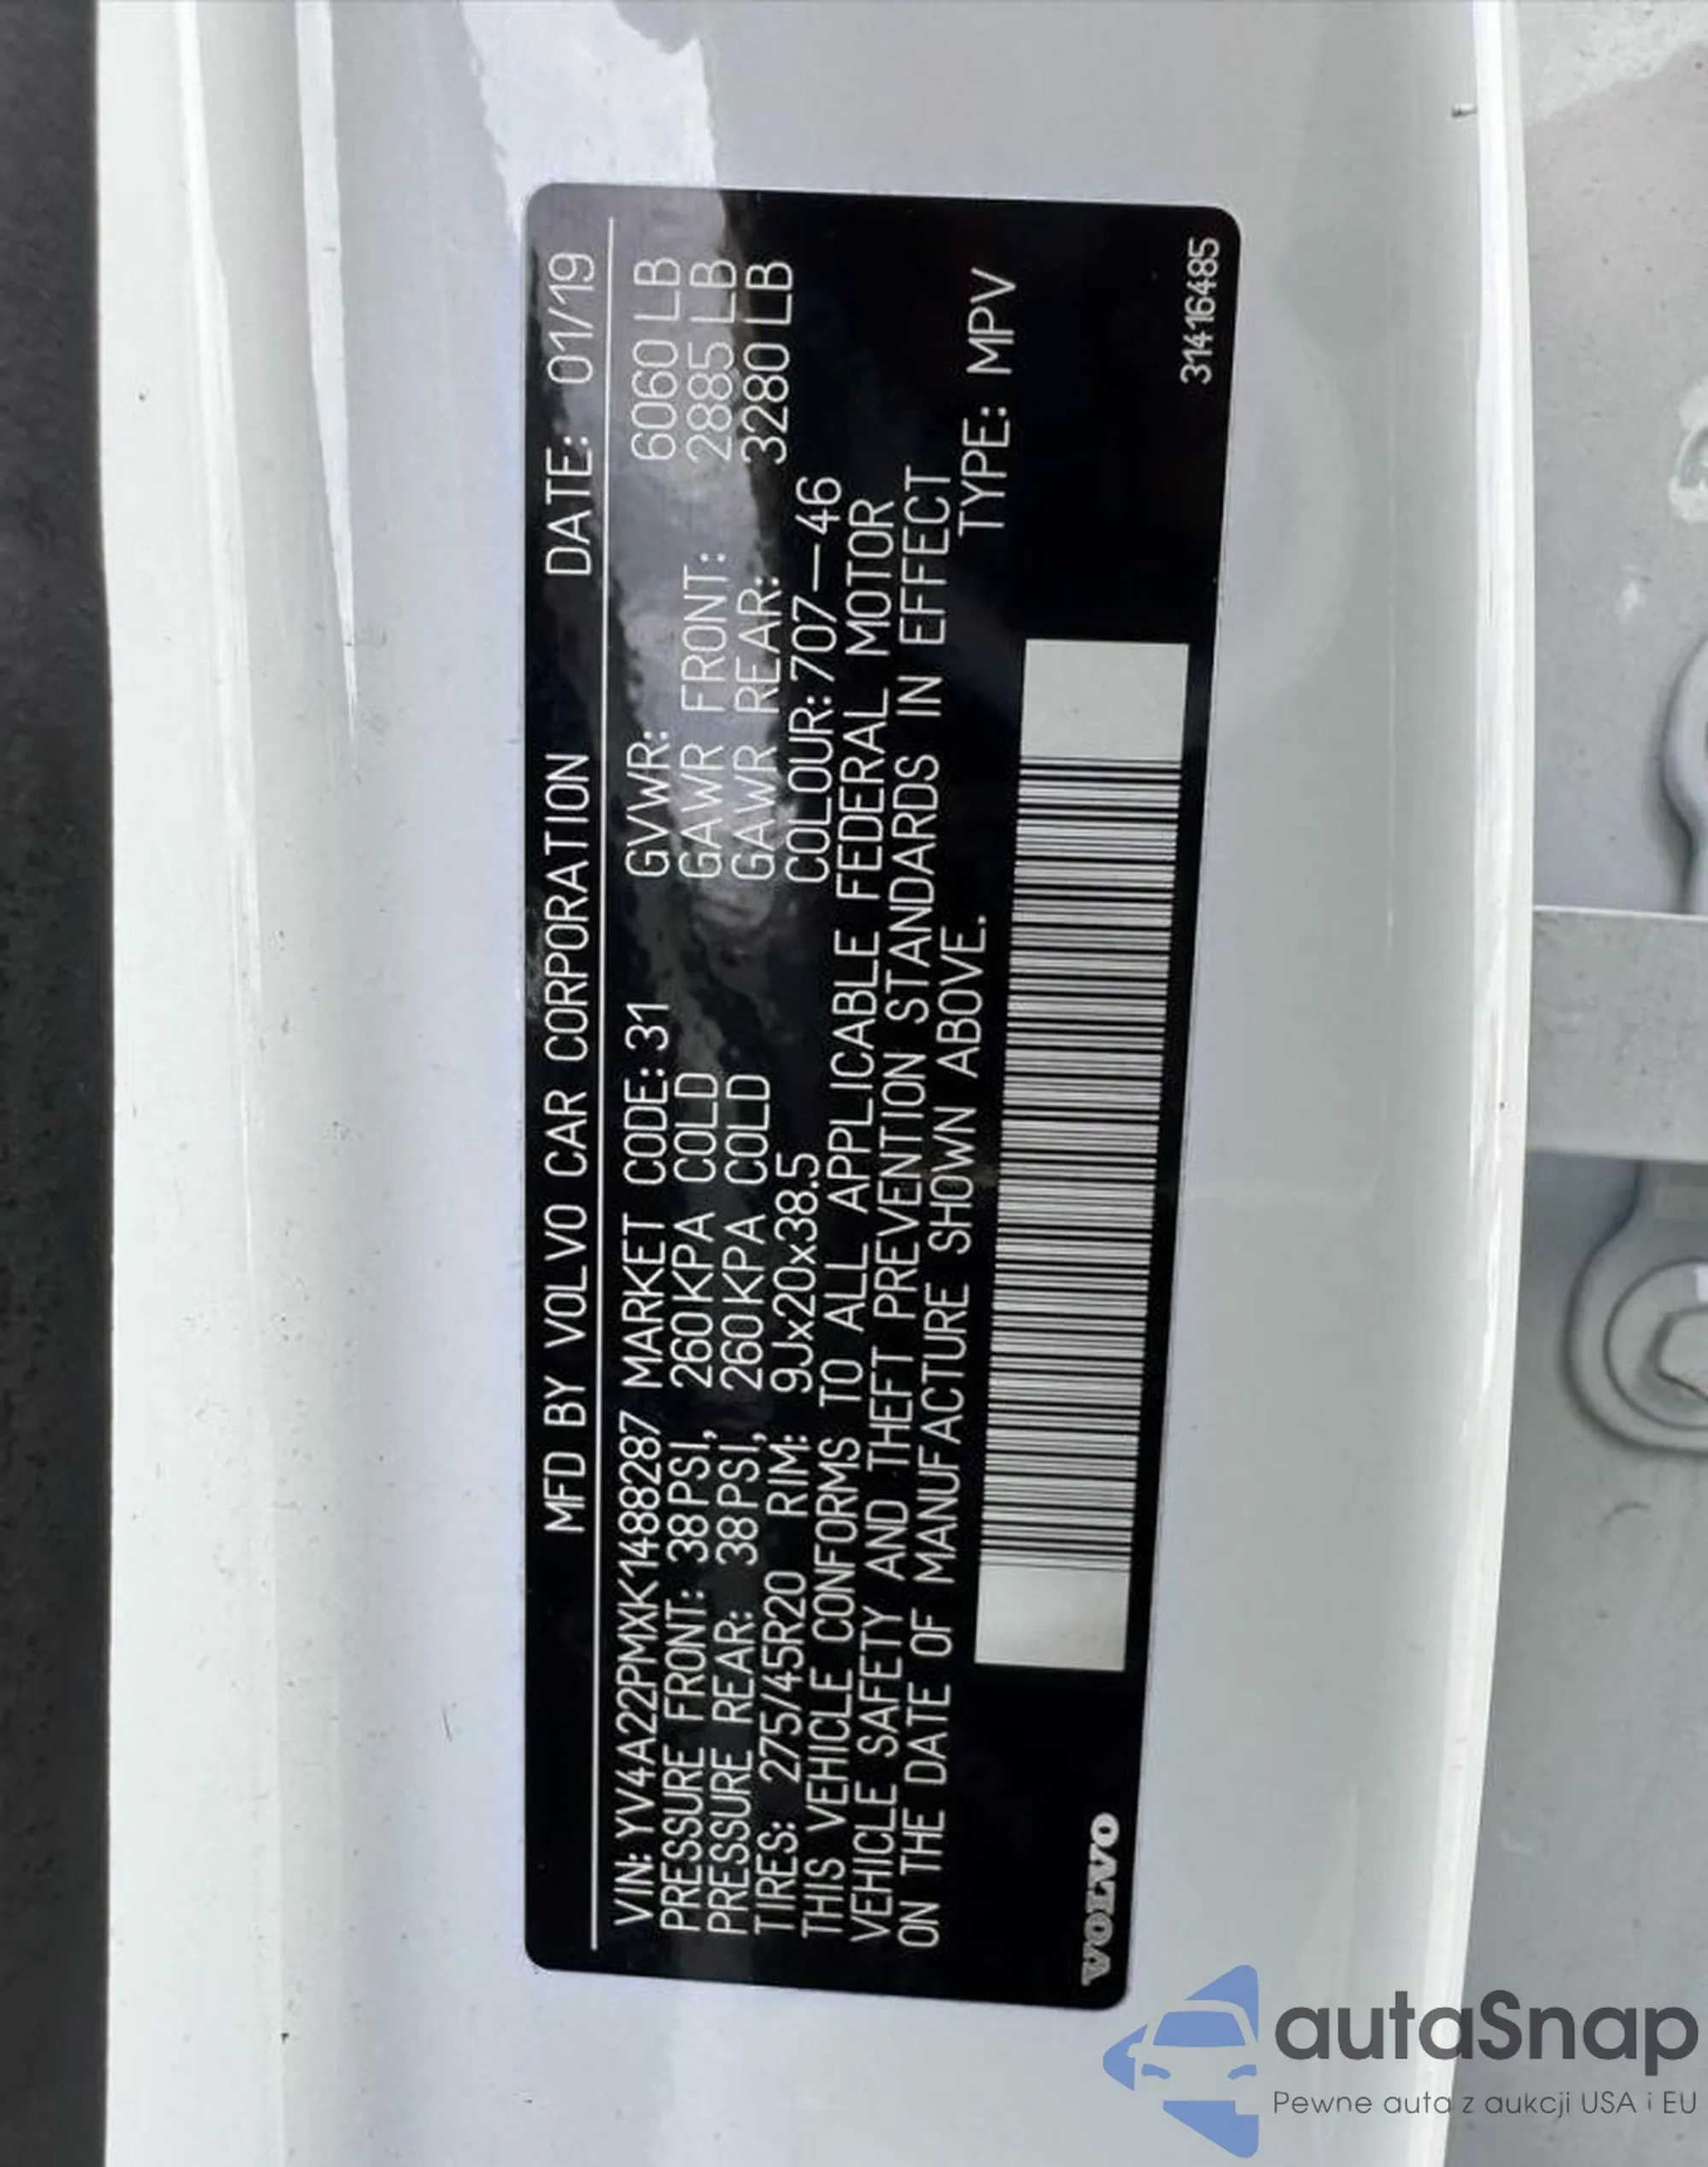 MFD BY VOLVO CAR CORPORATION DATE: 01/19
VIN: YV4A22PMXK1488287 MARKET CODE: 31 GVWR: 6060 LB
PRESSURE FRONT: 38PSI, 260KPA COLD GAWR FRONT: 2885 LB
PRESSURE REAR: 38PSI, 260KPA COLD GAWR REAR: 3280 LB
TIRES: 275/45R20 RIM: 9Jx20x38.5 COLOUR: 707-46
THIS VEHICLE CONFORMS TO ALL APPLICABLE FEDERAL MOTOR
VEHICLE SAFETY AND THEFT PREVENTION STANDARDS IN EFFECT
ON THE DATE OF MANUFACTURE SHOWN ABOVE. TYPE: MPV
VOLVO
31416485
autaSnap
Pewne auta z aukcji USA i EU